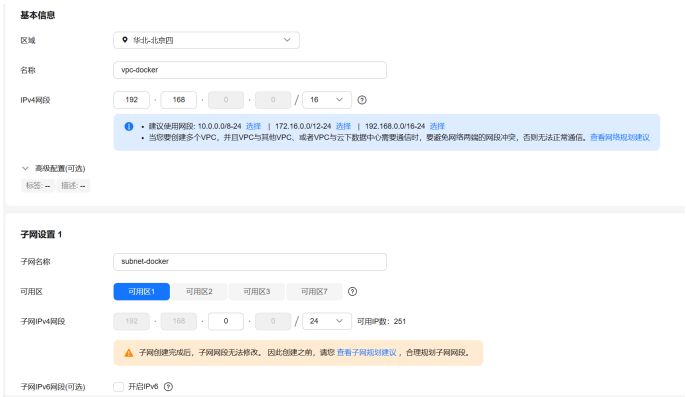 基本信息
区域 华北-北京四
名称 vpc-docker
IPv4网段 192 · 168 · 0 · 0 / 16
建议使用网段: 10.0.0.0/8-24 选择 | 172.16.0.0/12-24 选择 | 192.168.0.0/16-24 选择
当您要创建多个VPC，并且VPC与其他VPC、或者VPC与云下数据中心需要通信时，要避免网络两端的网段冲突，否则无法正常通信。查看网络规划建议
高级配置(可选)
标签: -- 描述: --
子网设置 1
子网名称 subnet-docker
可用区 可用区1 可用区2 可用区3 可用区7
子网IPv4网段 192 · 168 · 0 · 0 / 24 可用IP数：251
子网创建完成后，子网网段无法修改。 因此创建之前，请您 查看子网规划建议 ，合理规划子网网段。
子网IPv6网段(可选) 开启IPv6